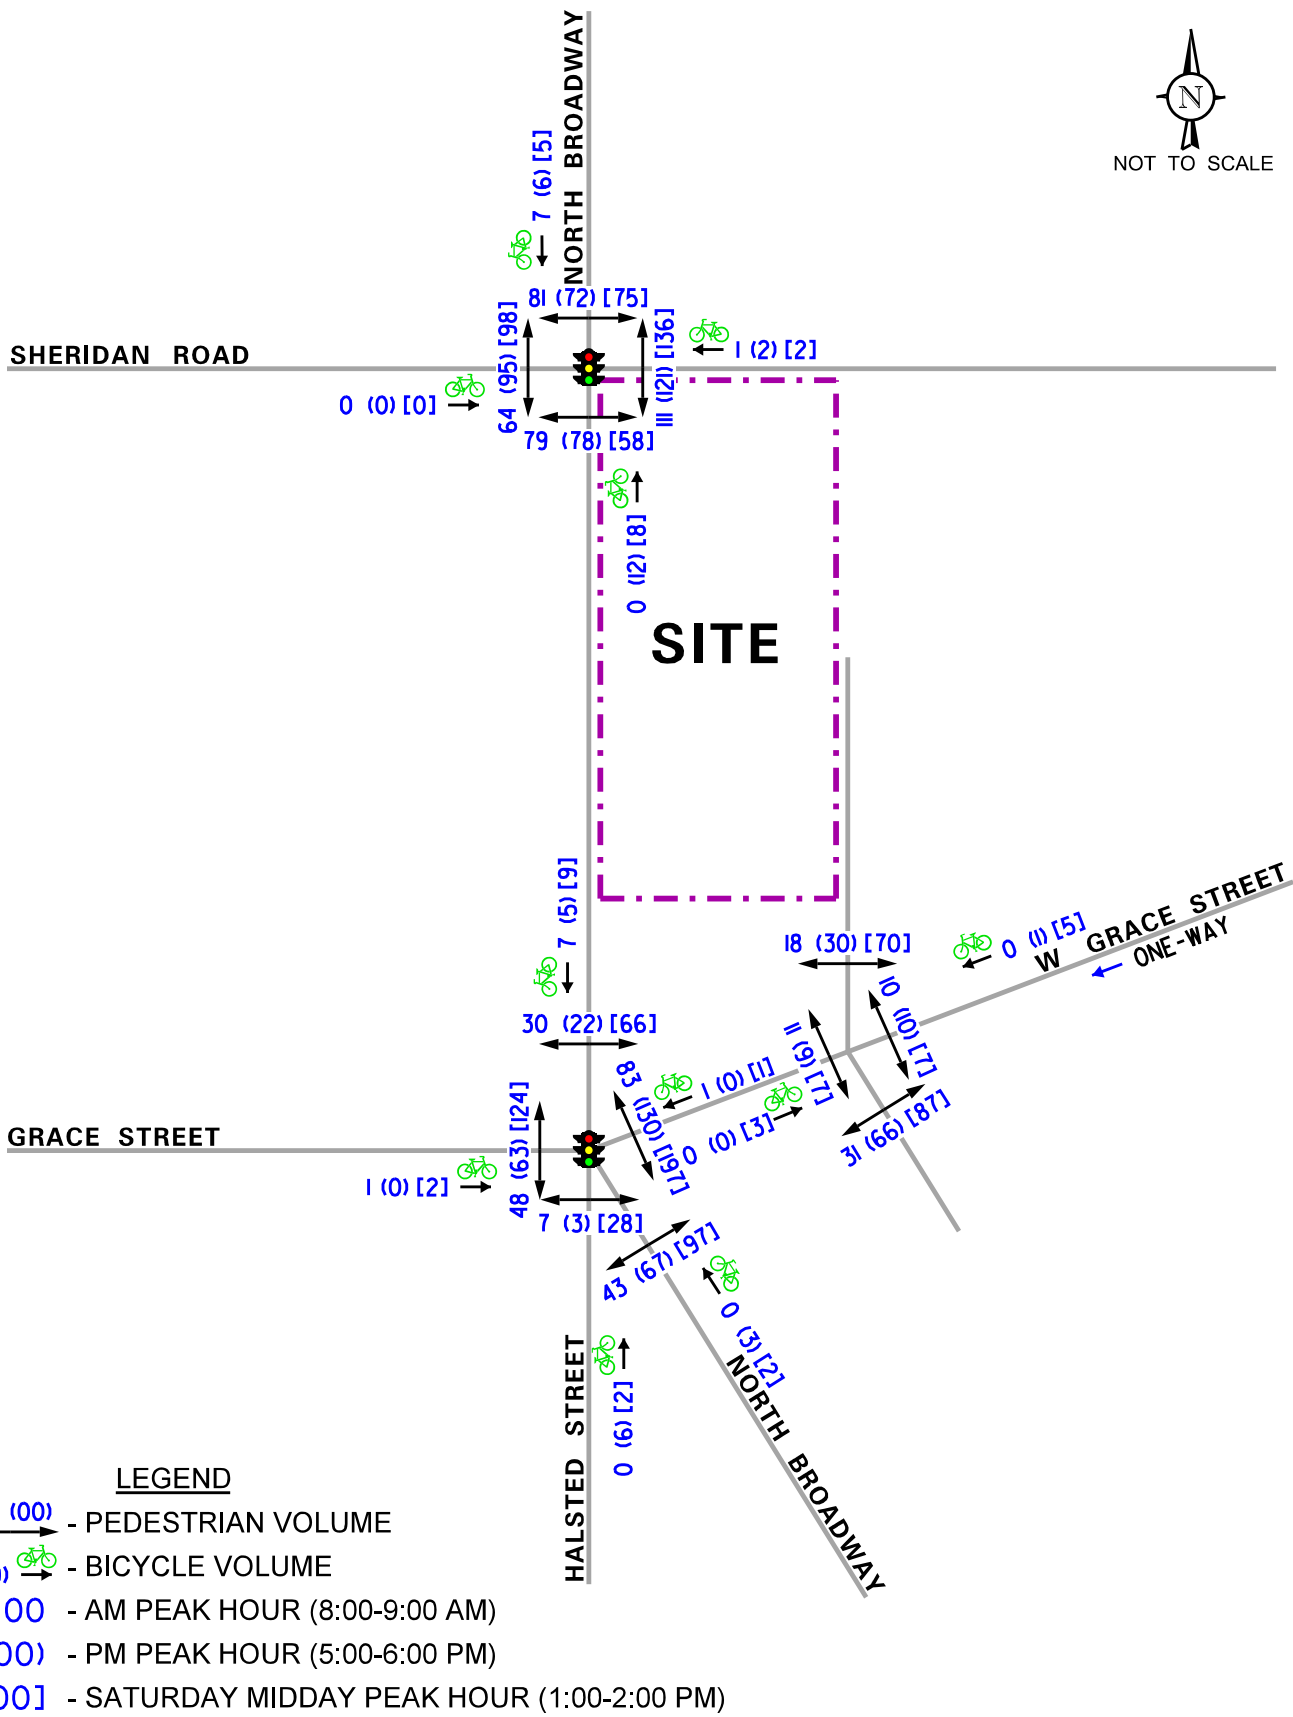 NORTH BROADWAY
N
NOT TO SCALE
7 (6) [5]
81 (72) [75]
64 (95) [98]
111 (121) [136]
1 (2) [2]
SHERIDAN ROAD
0 (0) [0]
79 (78) [58]
0 (12) [8]
SITE
7 (5) [9]
18 (30) [70]
0 (1) [5]
W GRACE STREET
ONE-WAY
10 (10) [7]
30 (22) [66]
11 (9) [7]
83 (130) [197]
1 (0) [1]
0 (0) [3]
31 (66) [87]
GRACE STREET
48 (63) [124]
1 (0) [2]
7 (3) [28]
43 (67) [97]
0 (3) [2]
NORTH BROADWAY
0 (6) [2]
HALSTED STREET
LEGEND
(00) - PEDESTRIAN VOLUME
) - BICYCLE VOLUME
00 - AM PEAK HOUR (8:00-9:00 AM)
00) - PM PEAK HOUR (5:00-6:00 PM)
00] - SATURDAY MIDDAY PEAK HOUR (1:00-2:00 PM)